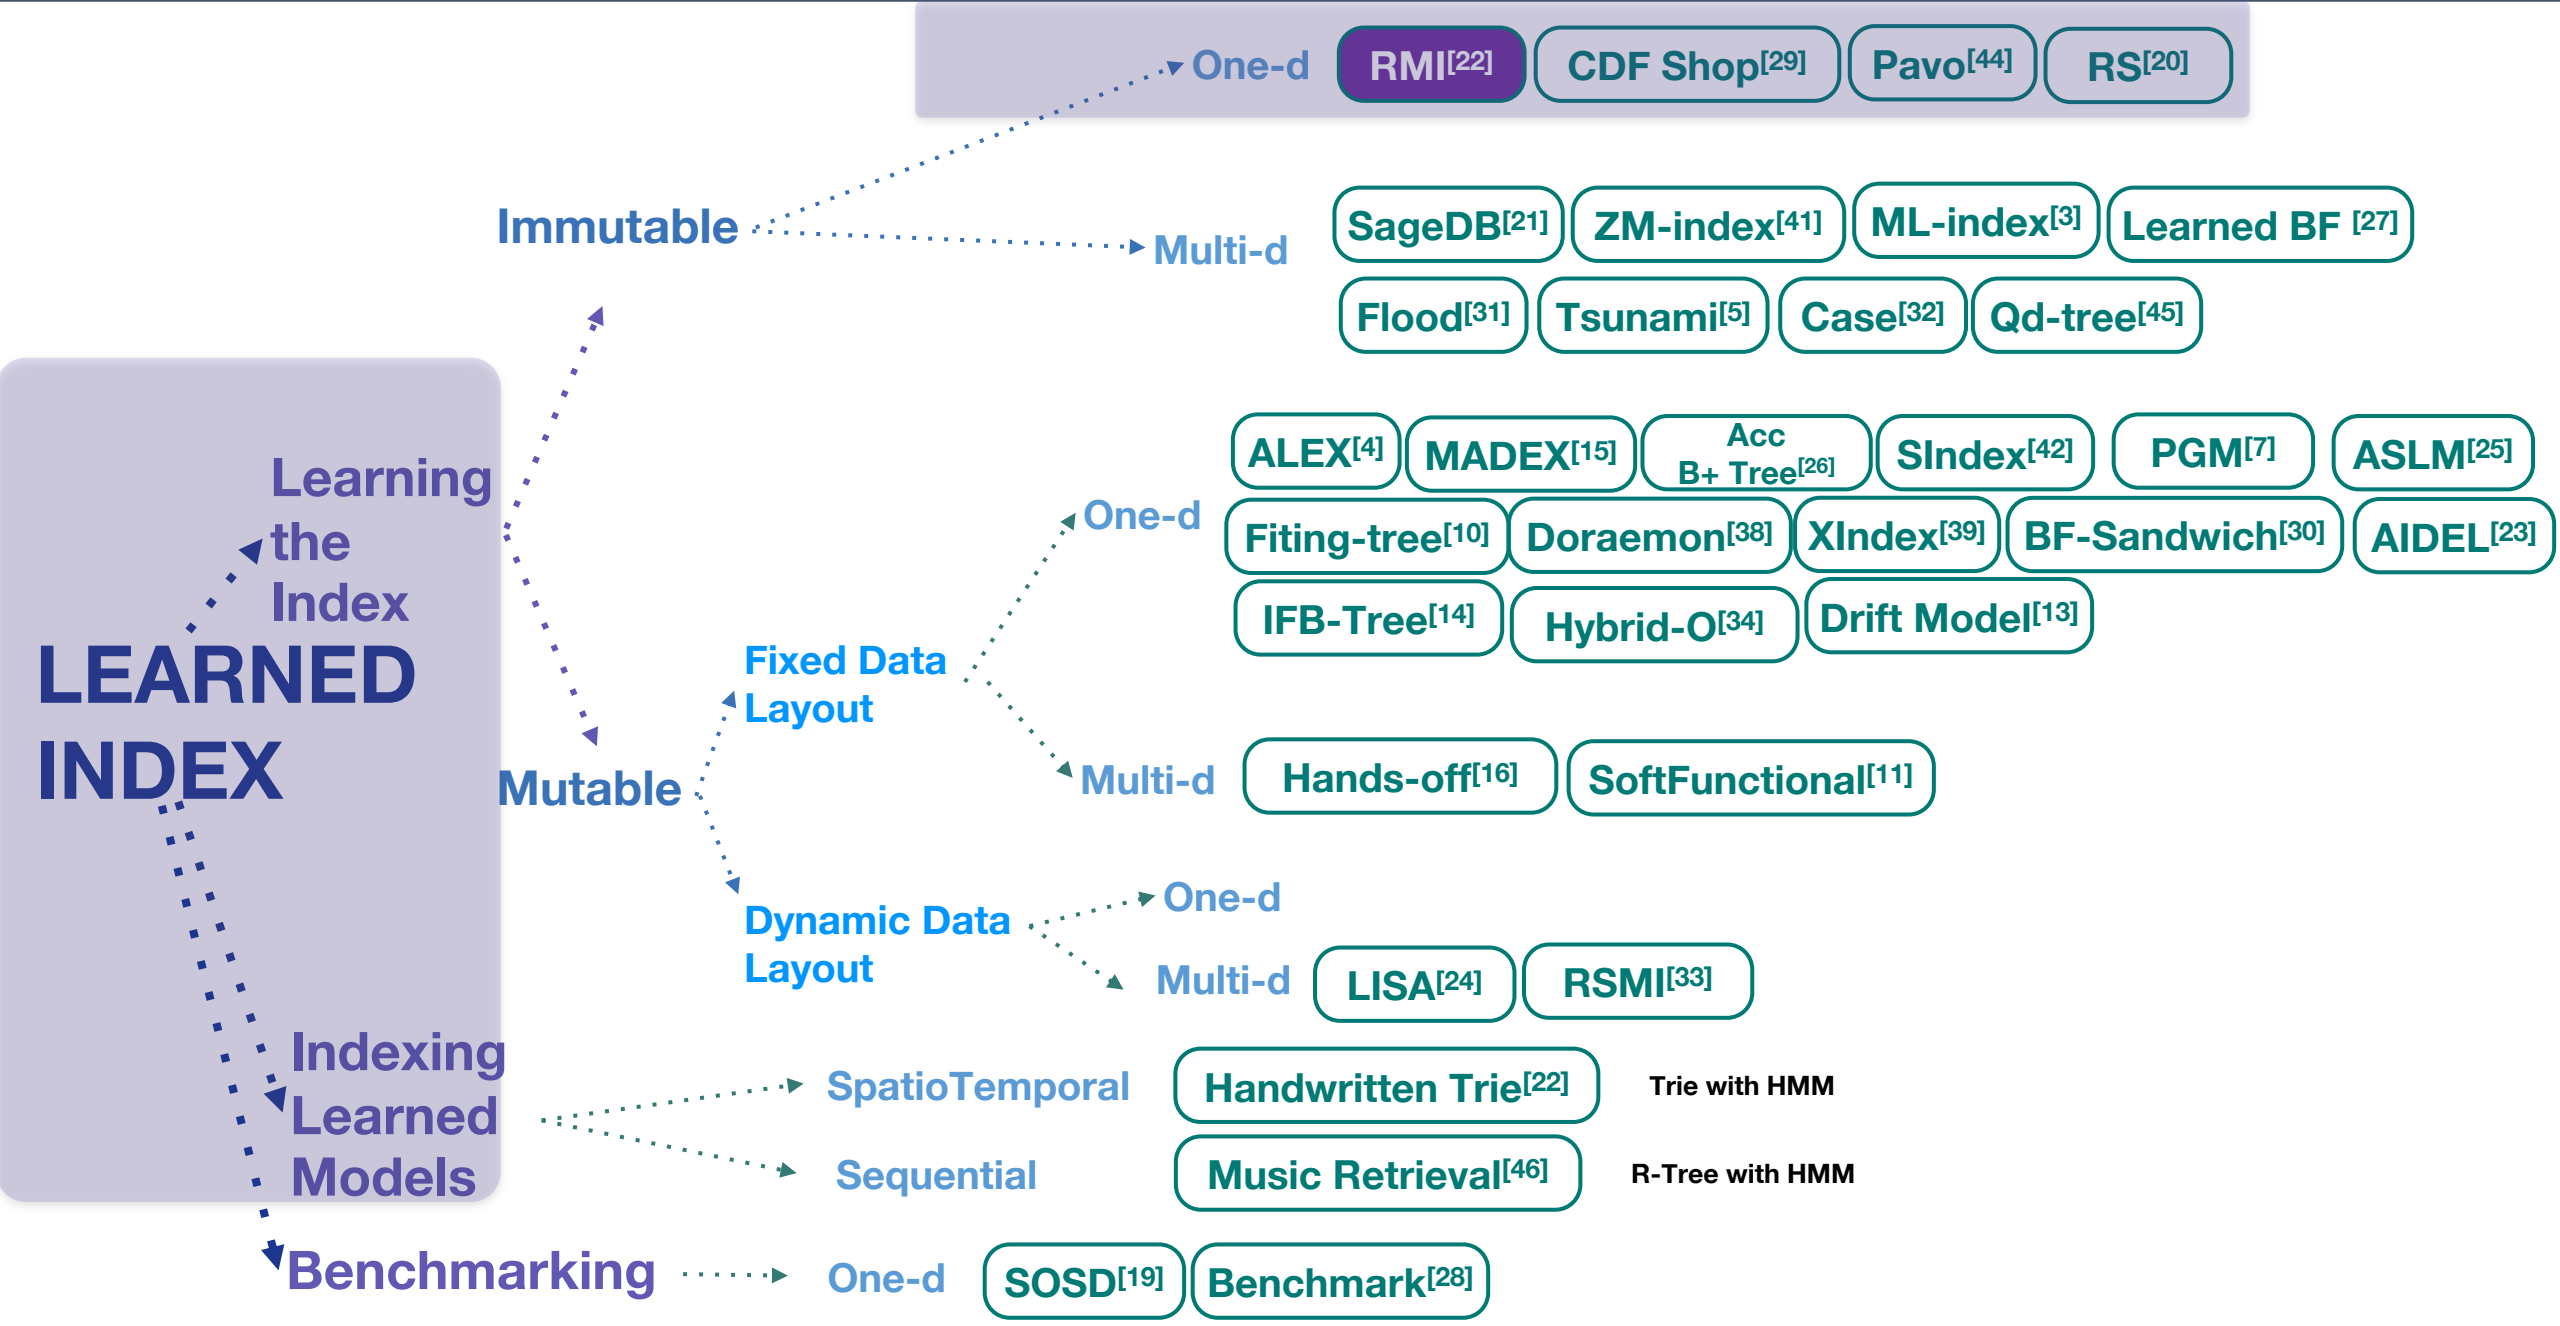 One-d RMI[22] CDF Shop[29] Pavo[44] RS[20]
Immutable
Multi-d
SageDB[21] ZM-index[41] ML-index[3] Learned BF [27]
Flood[31] Tsunami[5] Case[32] Qd-tree[45]
Learning
the
Index
LEARNED
INDEX
Mutable
Fixed Data
Layout
One-d
ALEX[4] MADEX[15] Acc
B+ Tree[26] SIndex[42] PGM[7] ASLM[25]
Fiting-tree[10] Doraemon[38] XIndex[39] BF-Sandwich[30] AIDEL[23]
IFB-Tree[14] Hybrid-O[34] Drift Model[13]
Multi-d Hands-off[16] SoftFunctional[11]
Dynamic Data
Layout
One-d
Multi-d LISA[24] RSMI[33]
Indexing
Learned
Models
SpatioTemporal Handwritten Trie[22] Trie with HMM
Sequential Music Retrieval[46] R-Tree with HMM
Benchmarking One-d SOSD[19] Benchmark[28]